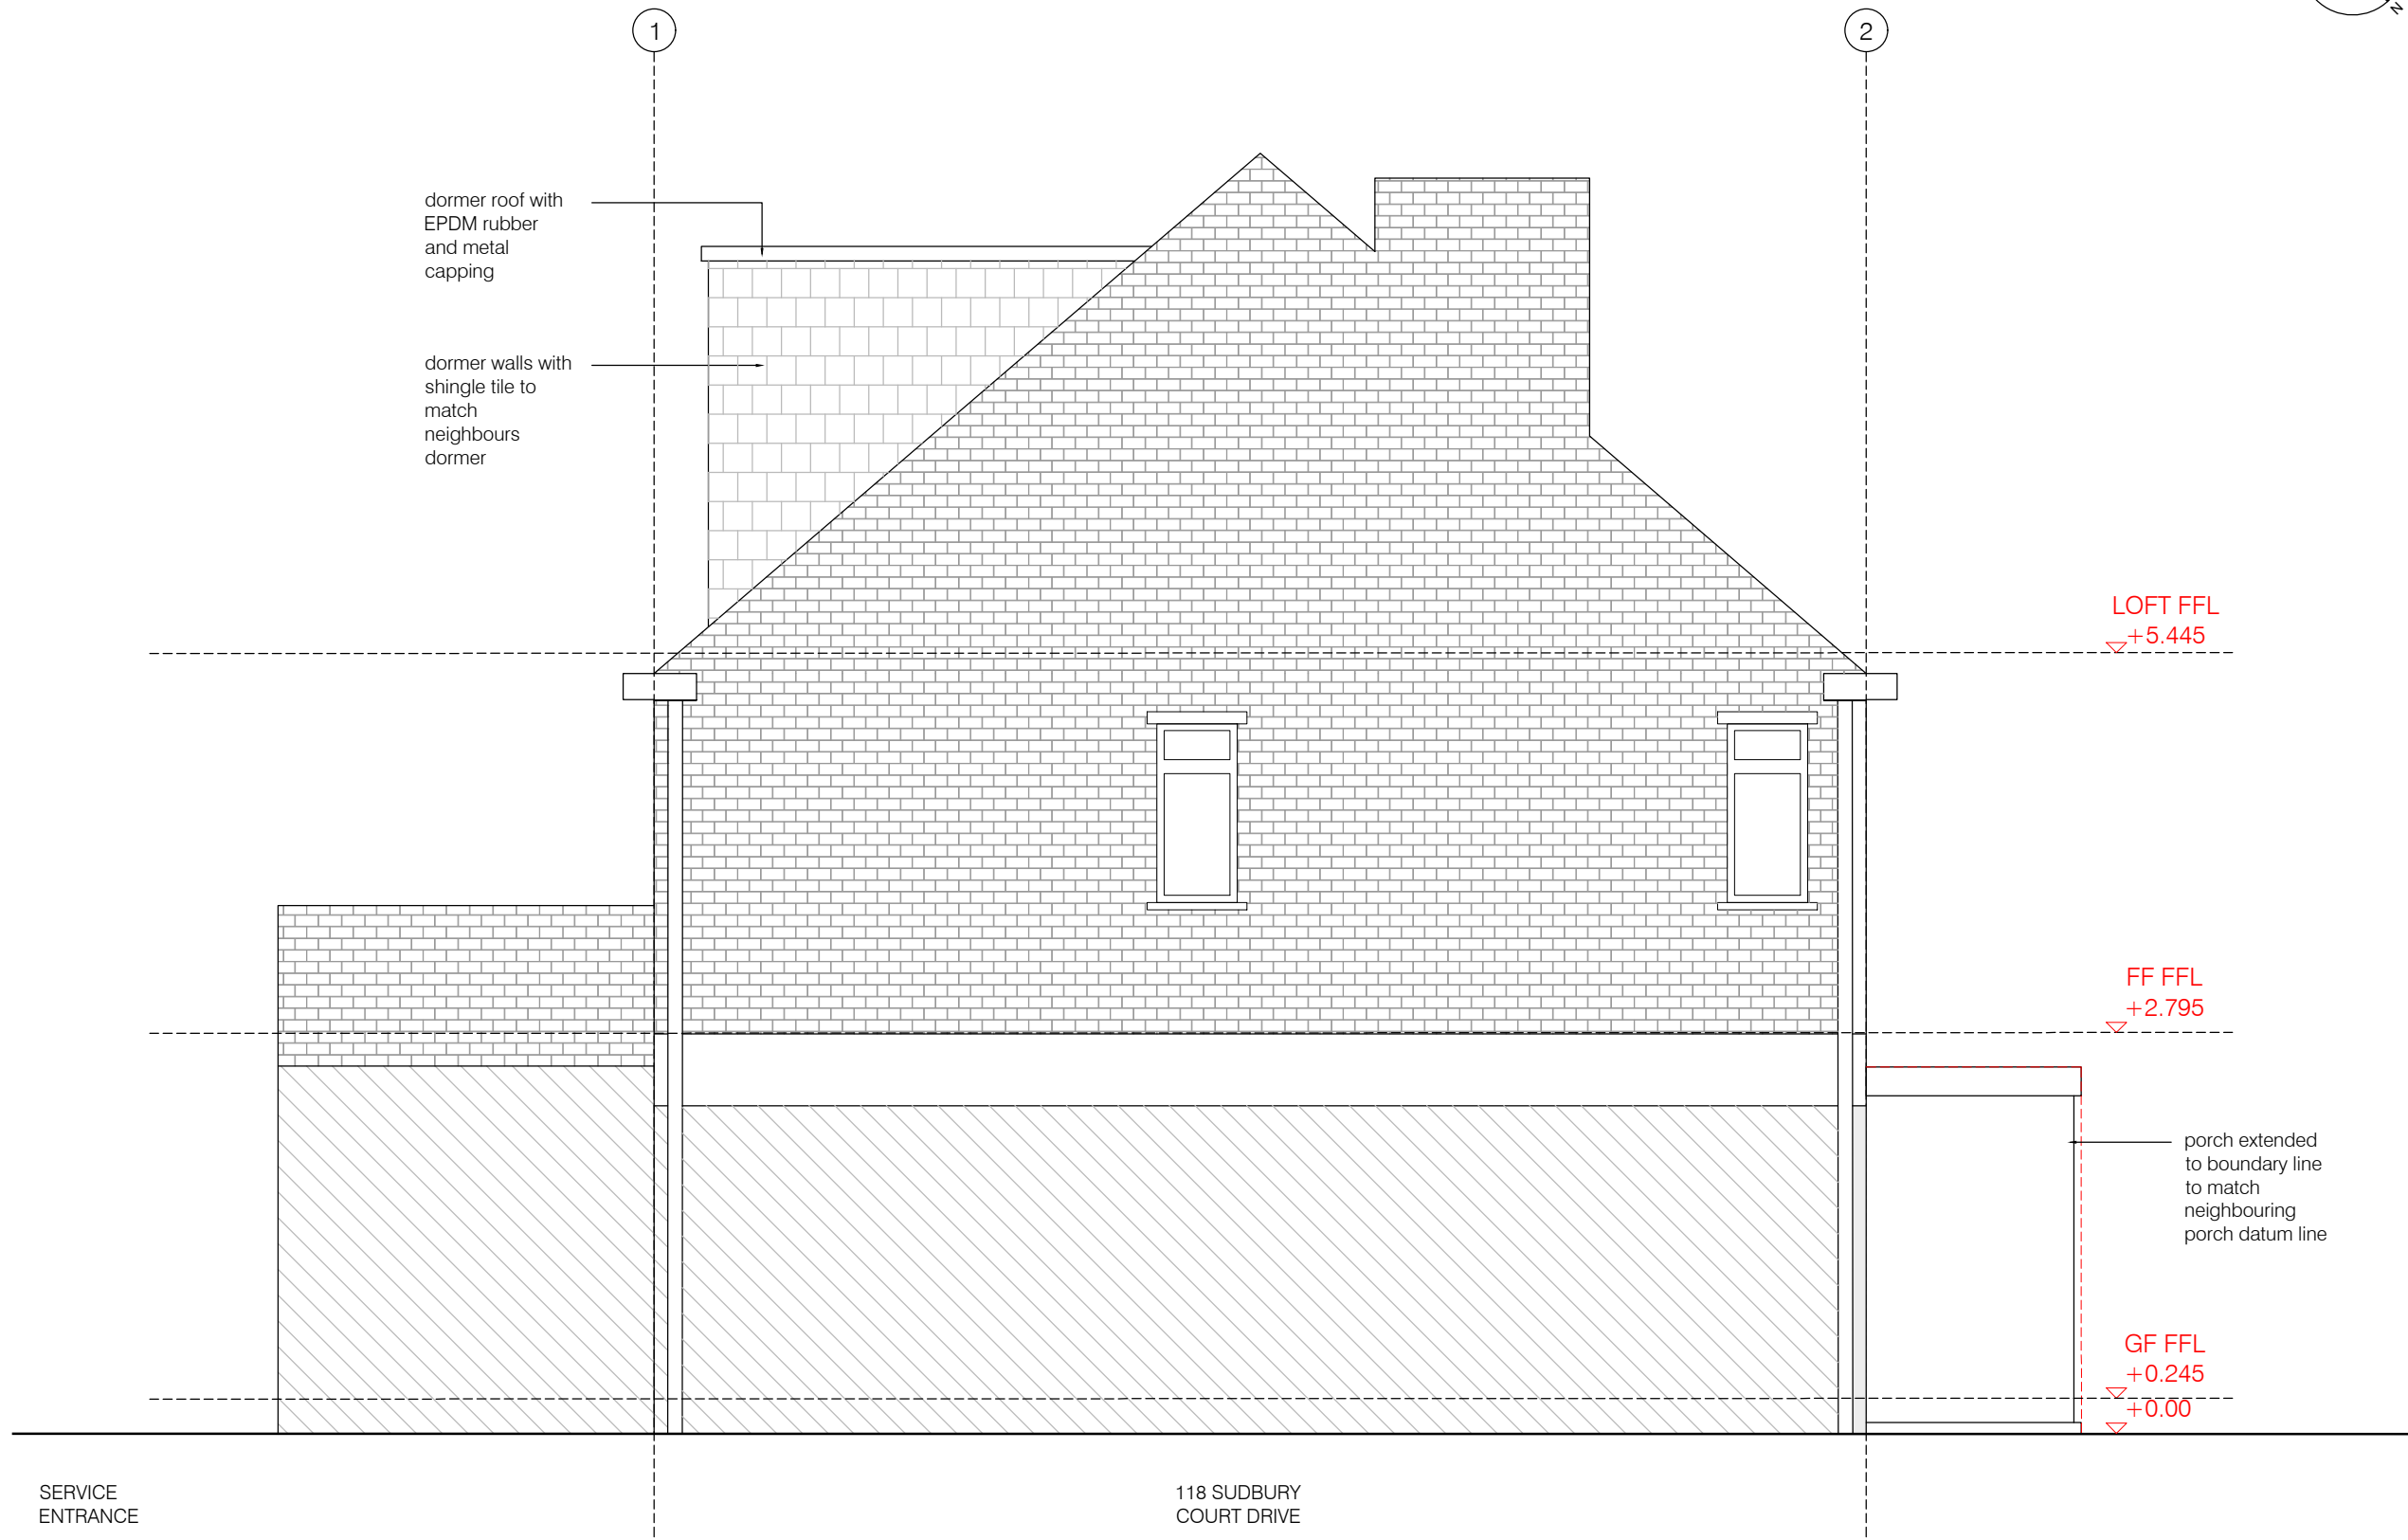 1
2
N
dormer roof with
EPDM rubber
and metal
capping
dormer walls with
shingle tile to
match
neighbours
dormer
LOFT FFL
+5.445
FF FFL
+2.795
porch extended
to boundary line
to match
neighbouring
porch datum line
GF FFL
+0.245
+0.00
SERVICE
ENTRANCE
118 SUDBURY
COURT DRIVE